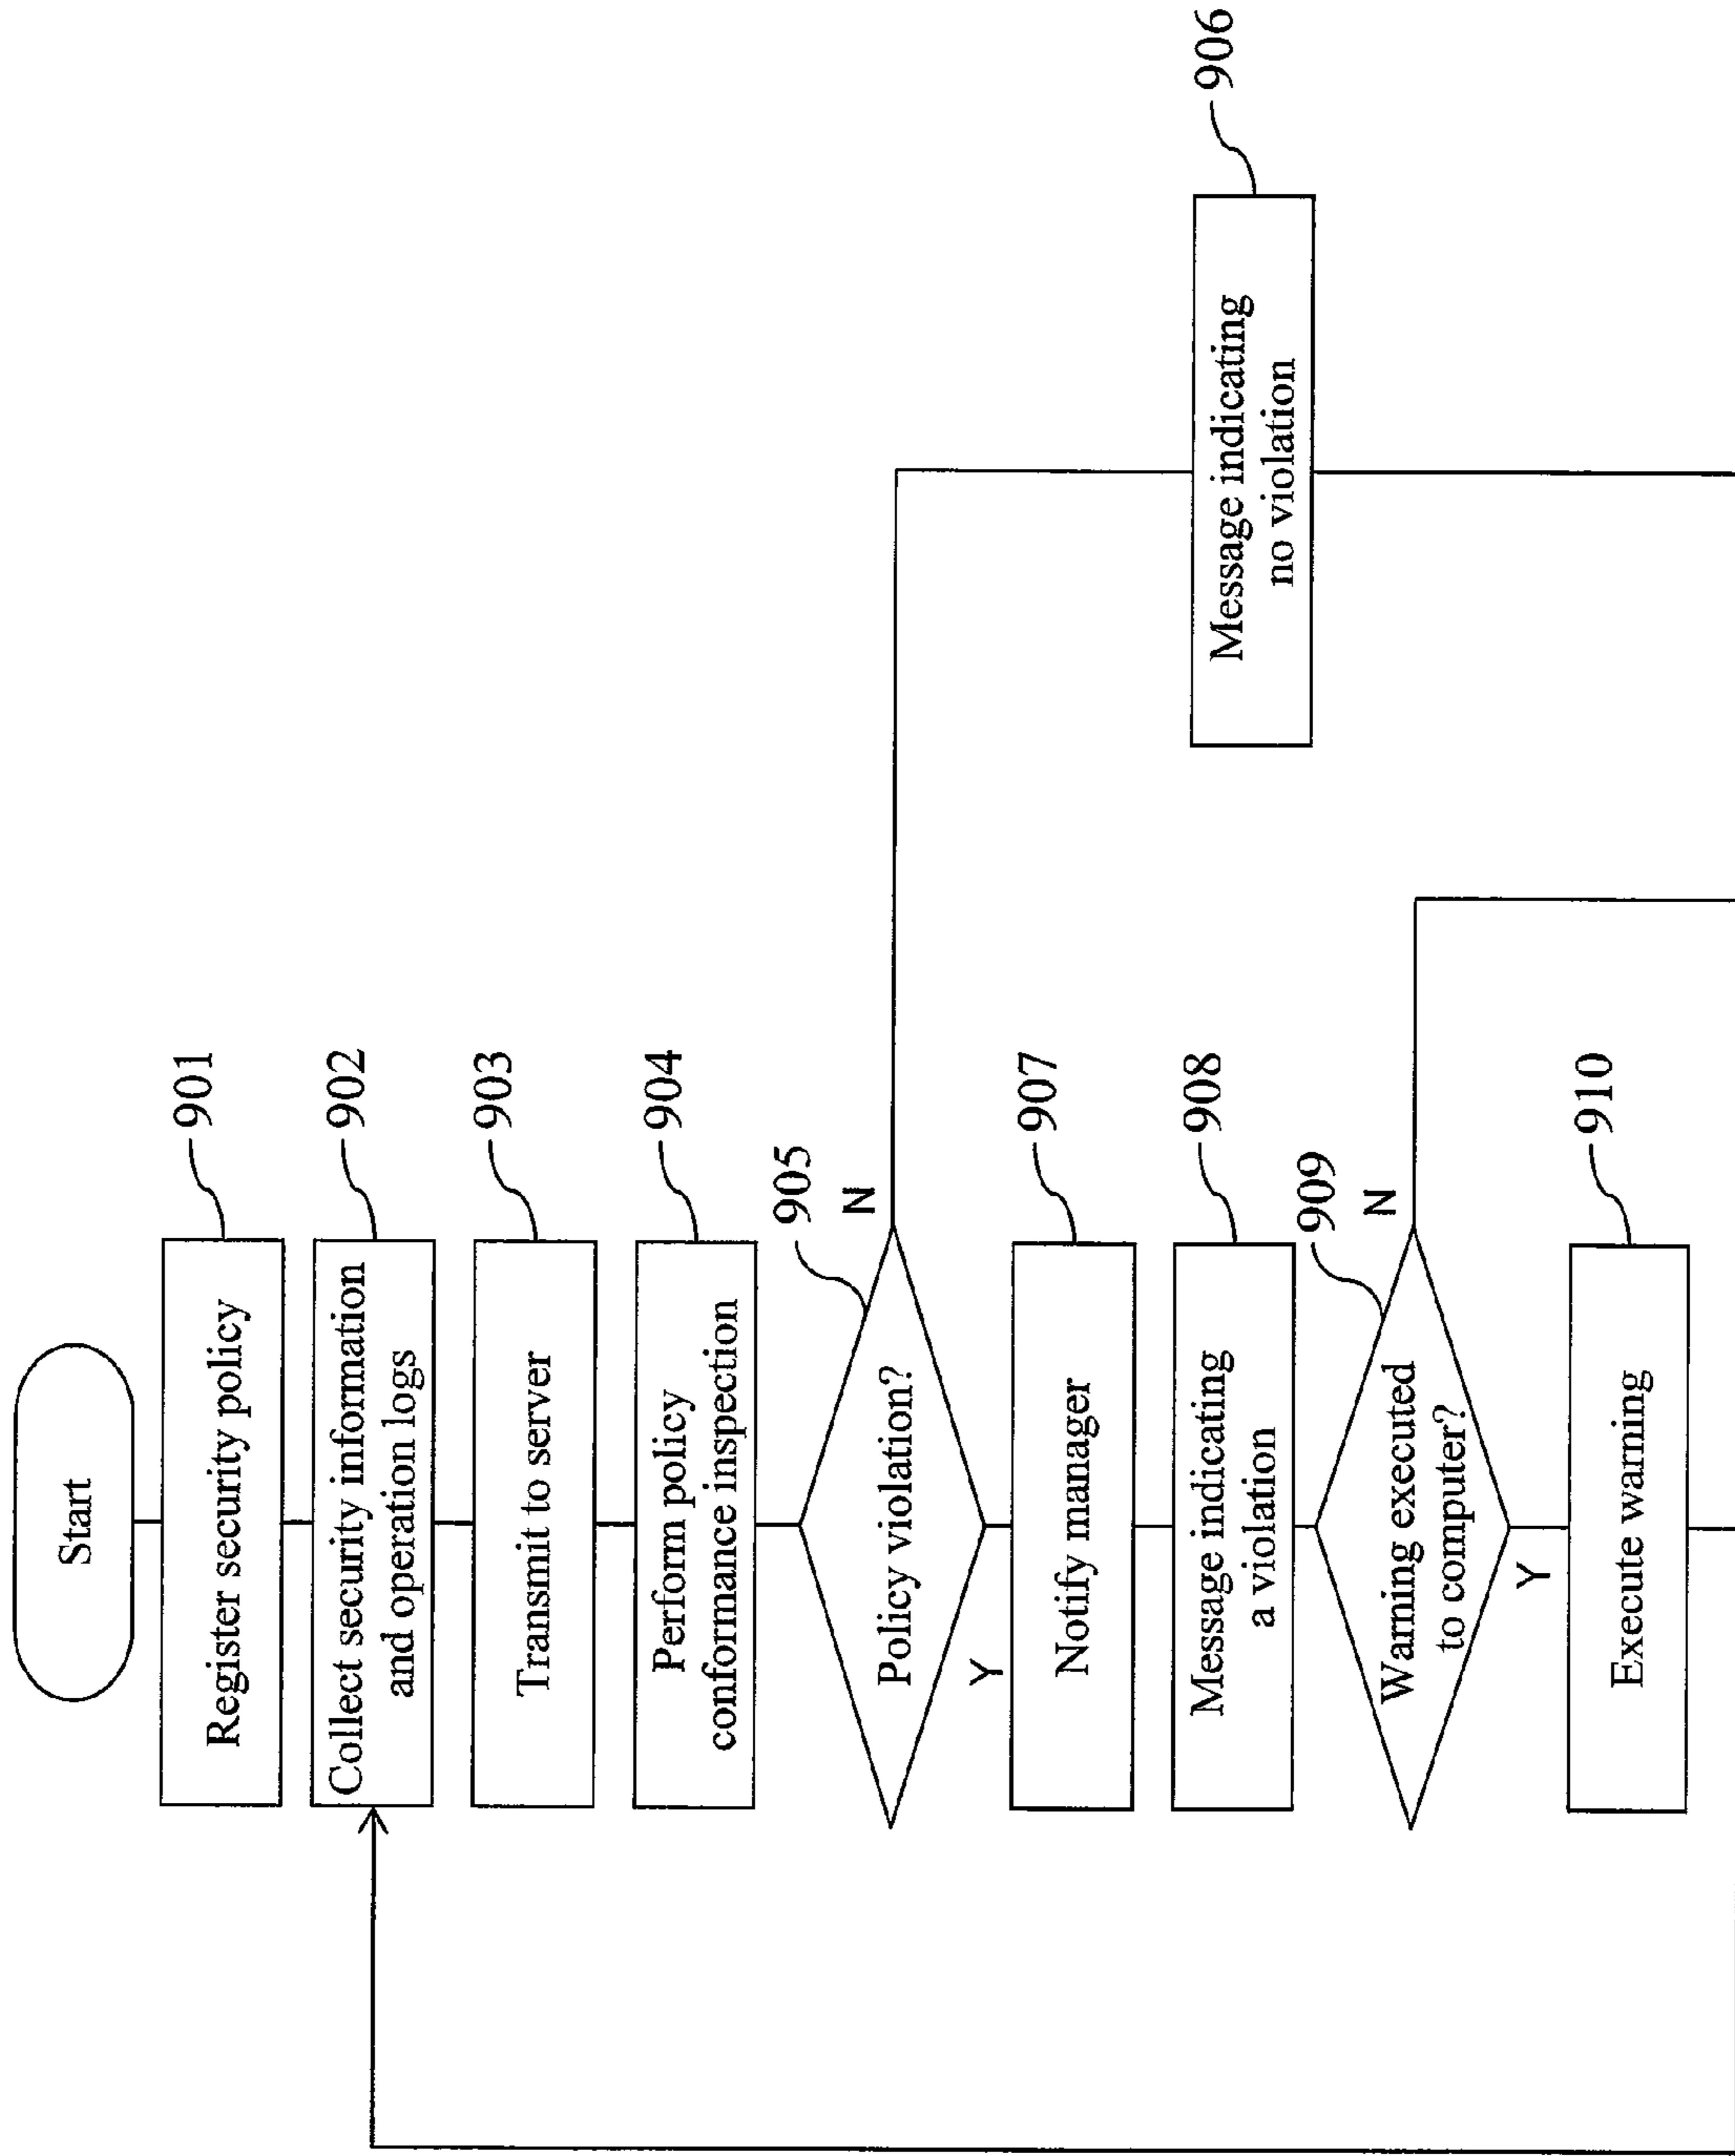 Start
Register security policy
901
Collect security information
and operation logs
902
Transmit to server
903
Perform policy
conformance inspection
904
Policy violation?
905
N
Y
Message indicating
no violation
906
Notify manager
907
Message indicating
a violation
908
Warning executed
to computer?
909
N
Y
Execute warning
910